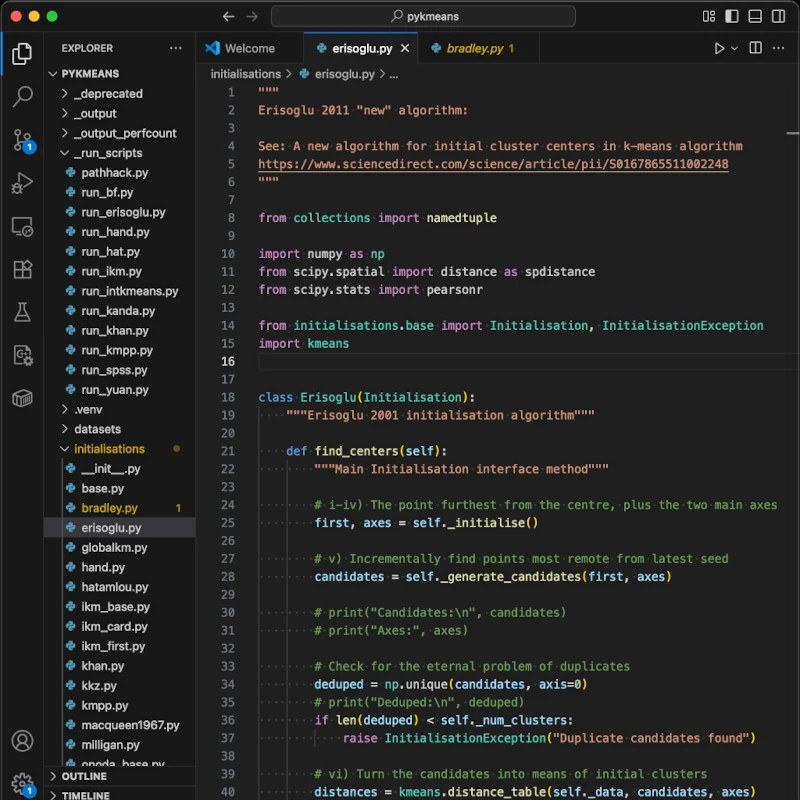 pykmeans
EXPLORER
PYKMEANS
_deprecated
_output
_output_perfcount
_run_scripts
pathhack.py
run_bf.py
run_erisoglu.py
run_hand.py
run_hat.py
run_ikm.py
run_intkmeans.py
run_kanda.py
run_khan.py
run_kmpp.py
run_spss.py
run_yuan.py
.venv
datasets
initialisations
__init__.py
base.py
bradley.py 1
erisoglu.py
globalkm.py
hand.py
hatamlou.py
ikm_base.py
ikm_card.py
ikm_first.py
khan.py
kkz.py
kmpp.py
macqueen1967.py
milligan.py
onoda_base.py
OUTLINE
TIMELINE
1
1
Welcome
erisoglu.py
bradley.py 1
initialisations > erisoglu.py > ...
1 """
2 Erisoglu 2011 "new" algorithm:
3
4 See: A new algorithm for initial cluster centers in k-means algorithm
5 https://www.sciencedirect.com/science/article/pii/S0167865511002248
6 """
7
8 from collections import namedtuple
9
10 import numpy as np
11 from scipy.spatial import distance as spdistance
12 from scipy.stats import pearsonr
13
14 from initialisations.base import Initialisation, InitialisationException
15 import kmeans
16
17
18 class Erisoglu(Initialisation):
19 """Erisoglu 2001 initialisation algorithm"""
20
21 def find_centers(self):
22 """Main Initialisation interface method"""
23
24 # i-iv) The point furthest from the centre, plus the two main axes
25 first, axes = self._initialise()
26
27 # v) Incrementally find points most remote from latest seed
28 candidates = self._generate_candidates(first, axes)
29
30 # print("Candidates:\n", candidates)
31 # print("Axes:", axes)
32
33 # Check for the eternal problem of duplicates
34 deduped = np.unique(candidates, axis=0)
35 # print("Deduped:\n", deduped)
36 if len(deduped) < self._num_clusters:
37 raise InitialisationException("Duplicate candidates found")
38
39 # vi) Turn the candidates into means of initial clusters
40 distances = kmeans.distance_table(self._data, candidates, axes)